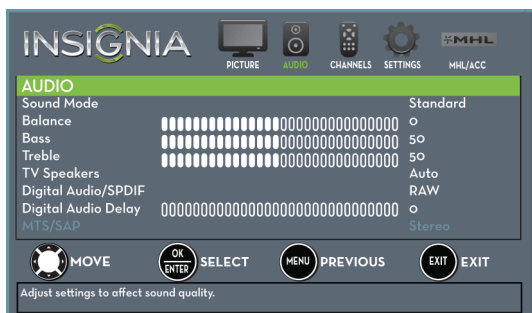 INSIGNIA
PICTURE AUDIO CHANNELS SETTINGS MHL MHL/ACC
AUDIO
Sound Mode Standard
Balance 0
Bass 50
Treble 50
TV Speakers Auto
Digital Audio/SPDIF RAW
Digital Audio Delay 0
MTS/SAP Stereo
MOVE OK ENTER SELECT MENU PREVIOUS EXIT EXIT
Adjust settings to affect sound quality.